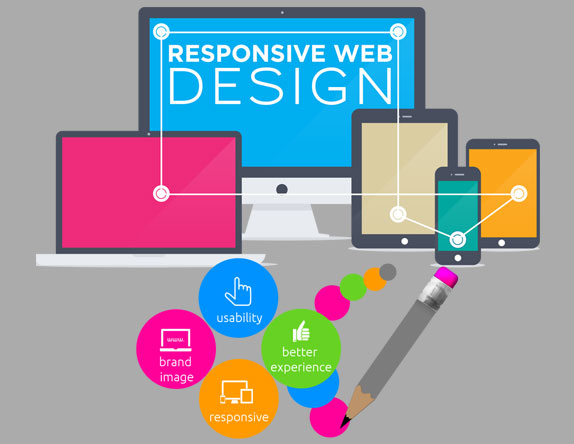 RESPONSIVE WEB
DESIGN
usability
www.
brand
image
better
experience
responsive